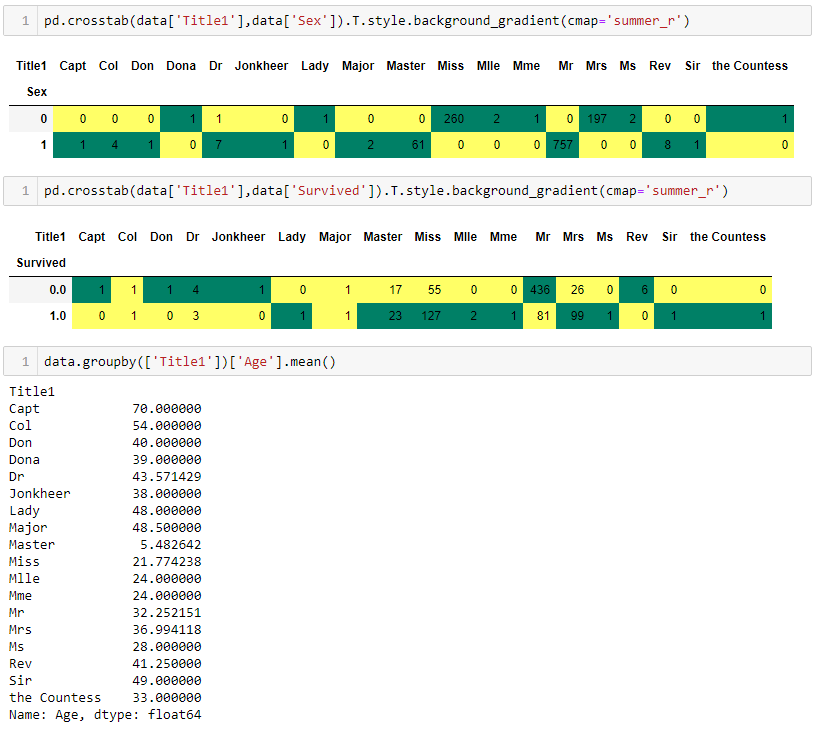 1 pd.crosstab(data['Title1'],data['Sex']).T.style.background_gradient(cmap='summer_r')
Title1 Capt Col Don Dona Dr Jonkheer Lady Major Master Miss Mlle Mme Mr Mrs Ms Rev Sir the Countess
Sex
0 0 0 0 1 1 0 1 0 0 260 2 1 0 197 2 0 0 1
1 1 4 1 0 7 1 0 2 61 0 0 0 757 0 0 8 1 0
1 pd.crosstab(data['Title1'],data['Survived']).T.style.background_gradient(cmap='summer_r')
Title1 Capt Col Don Dr Jonkheer Lady Major Master Miss Mlle Mme Mr Mrs Ms Rev Sir the Countess
Survived
0.0 1 1 1 4 1 0 1 17 55 0 0 436 26 0 6 0 0
1.0 0 1 0 3 0 1 1 23 127 2 1 81 99 1 0 1 1
1 data.groupby(['Title1'])['Age'].mean()
Title1
Capt 70.000000
Col 54.000000
Don 40.000000
Dona 39.000000
Dr 43.571429
Jonkheer 38.000000
Lady 48.000000
Major 48.500000
Master 5.482642
Miss 21.774238
Mlle 24.000000
Mme 24.000000
Mr 32.252151
Mrs 36.994118
Ms 28.000000
Rev 41.250000
Sir 49.000000
the Countess 33.000000
Name: Age, dtype: float64